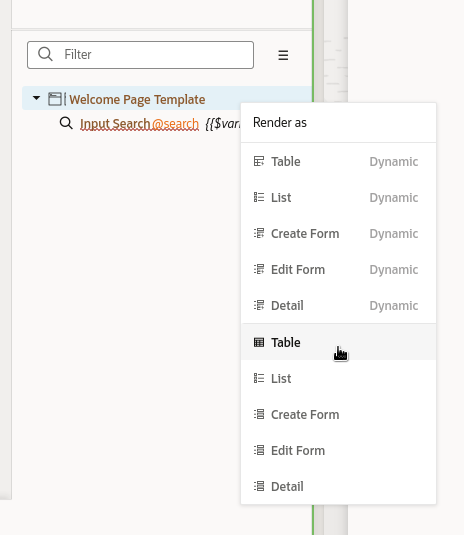 Filter
Welcome Page Template
Input Search @search {{$vari
Render as
Table Dynamic
List Dynamic
Create Form Dynamic
Edit Form Dynamic
Detail Dynamic
Table
List
Create Form
Edit Form
Detail